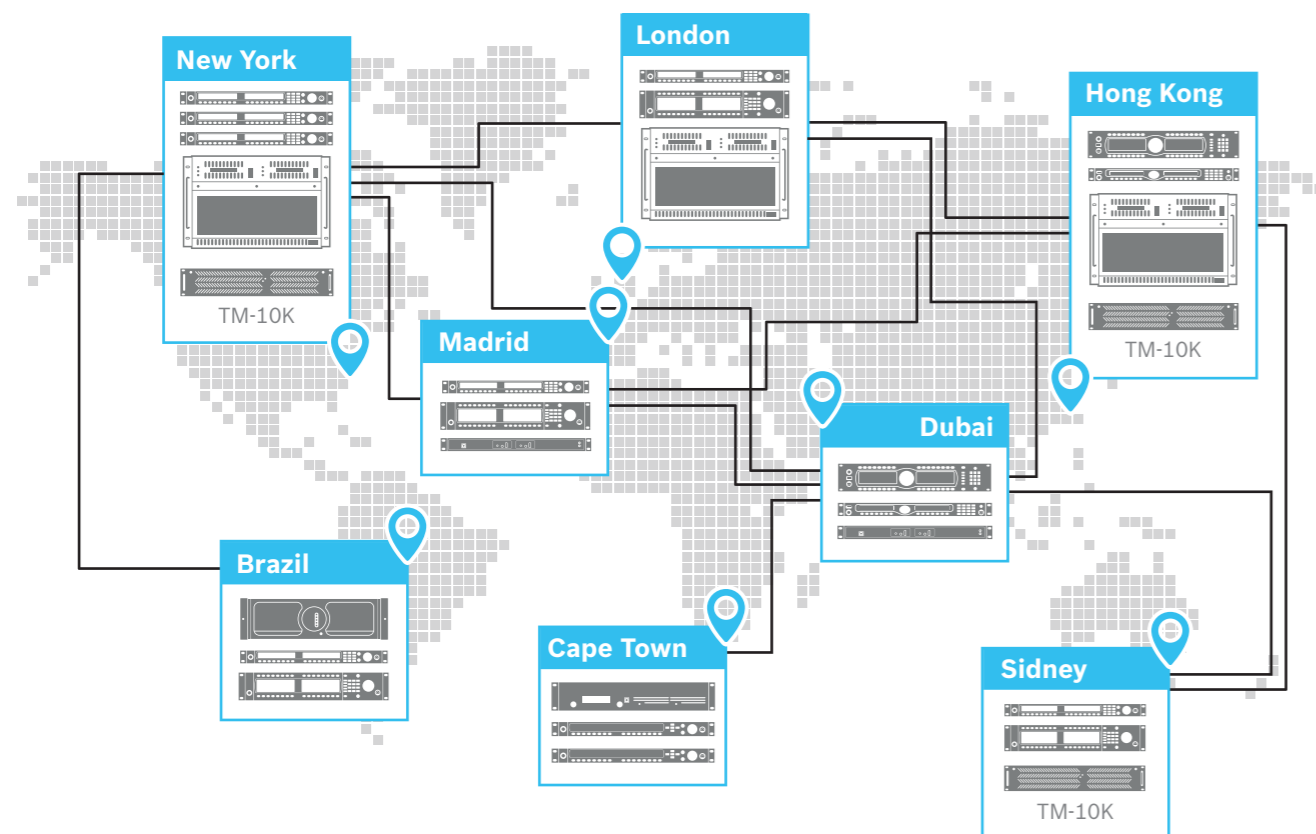 New York
TM-10K
London
Hong Kong
TM-10K
Madrid
Dubai
Brazil
Cape Town
Sidney
TM-10K